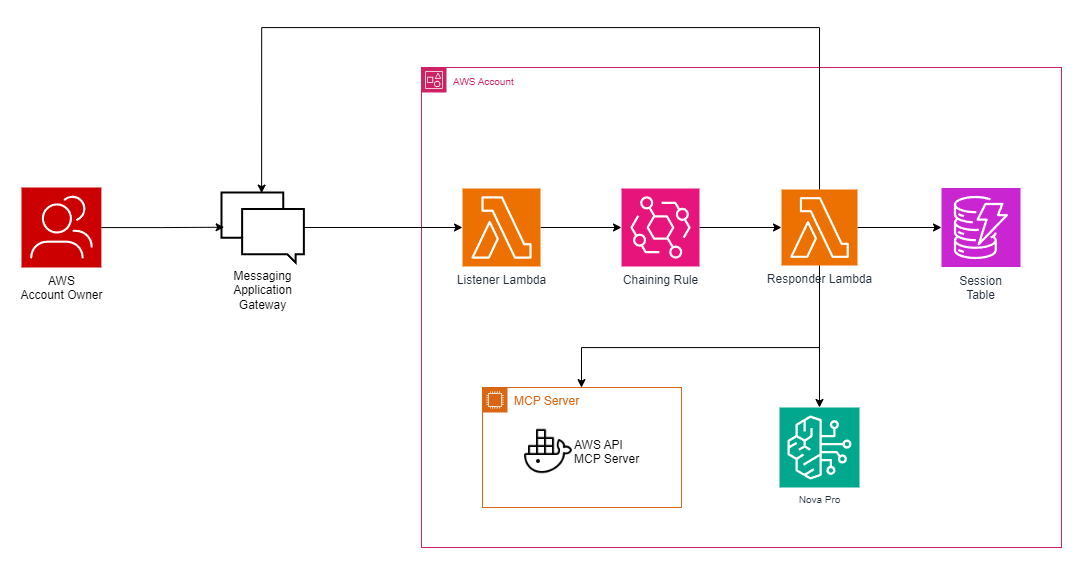 AWS Account
AWS
Account Owner
Messaging
Application
Gateway
Listener Lambda
Chaining Rule
Responder Lambda
Session
Table
MCP Server
AWS API
MCP Server
Nova Pro